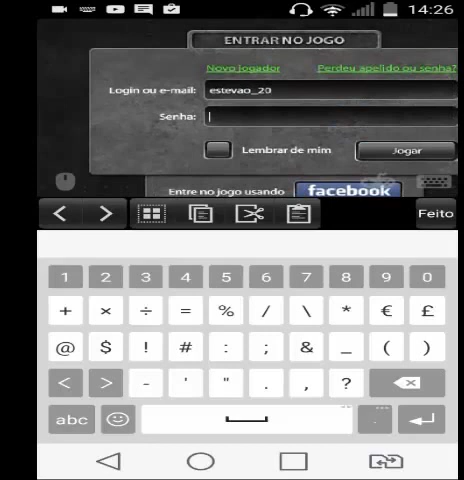 14:26
ENTRAR NO JOGO
Novo jogador Perdeu apelido ou senha?
Login ou e-mail: estevao_20
Senha:
Lembrar de mim Jogar
Entre no jogo usando facebook
Feito
1 2 3 4 5 6 7 8 9 0
+ × ÷ = % / \ * € £
@ $ ! # : ; & _ ( )
< > - ' " . , ?
abc .